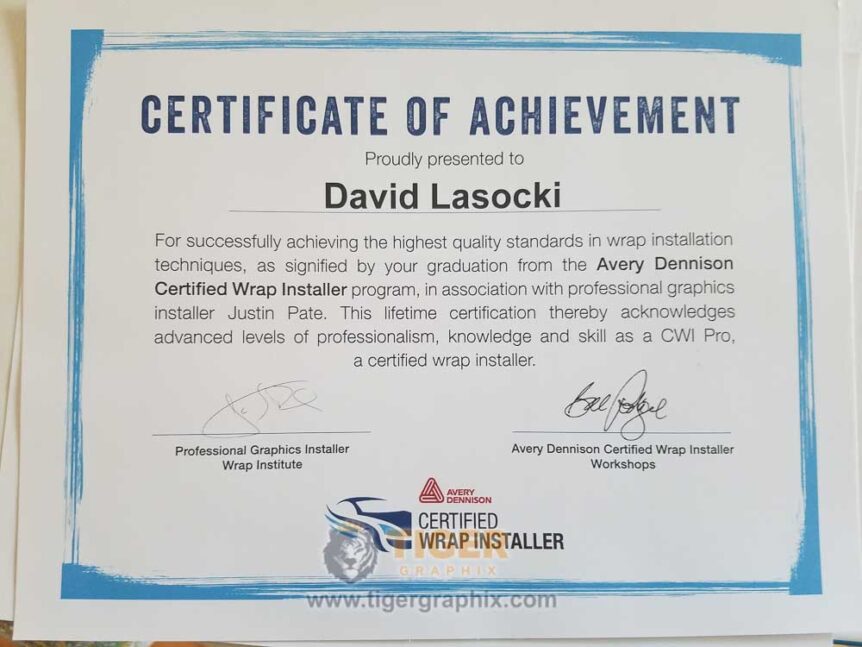 CERTIFICATE OF ACHIEVEMENT
Proudly presented to
David Lasocki
For successfully achieving the highest quality standards in wrap installation
techniques, as signified by your graduation from the Avery Dennison
Certified Wrap Installer program, in association with professional graphics
installer Justin Pate. This lifetime certification thereby acknowledges
advanced levels of professionalism, knowledge and skill as a CWI Pro,
a certified wrap installer.
Professional Graphics Installer
Wrap Institute
Avery Dennison Certified Wrap Installer
Workshops
AVERY
DENNISON
CERTIFIED
WRAP INSTALLER
TIGER
GRAPHIX
www.tigergraphix.com